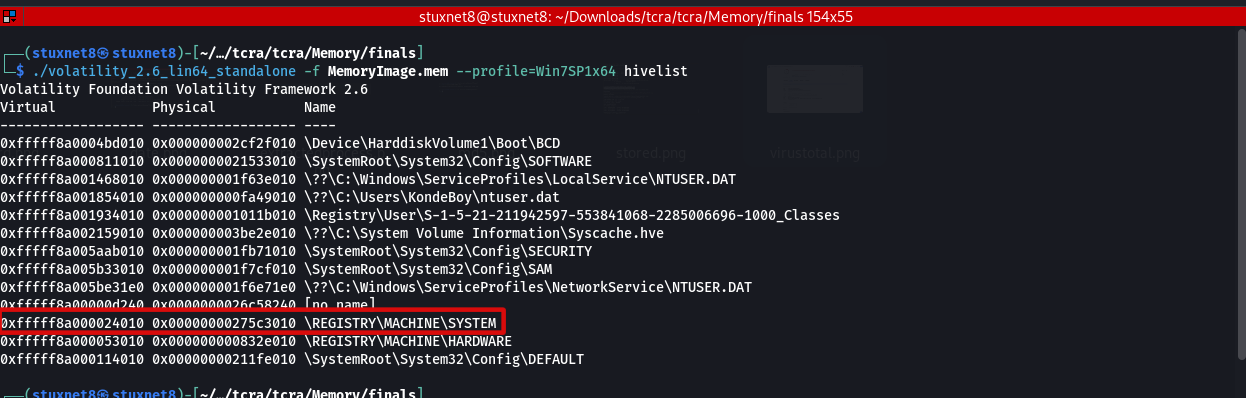 stuxnet8@stuxnet8: ~/Downloads/tcra/tcra/Memory/finals 154x55
┌──(stuxnet8㉿stuxnet8)-[~/…/tcra/tcra/Memory/finals]
└─$ ./volatility_2.6_lin64_standalone -f MemoryImage.mem --profile=Win7SP1x64 hivelist
Volatility Foundation Volatility Framework 2.6
Virtual            Physical           Name
------------------ ------------------ ----
0xfffff8a0004bd010 0x000000002cf2f010 \Device\HarddiskVolume1\Boot\BCD
0xfffff8a000811010 0x0000000021533010 \SystemRoot\System32\Config\SOFTWARE
stored.png virustotal.png
0xfffff8a001468010 0x000000001f63e010 \??\C:\Windows\ServiceProfiles\LocalService\NTUSER.DAT
0xfffff8a001854010 0x000000000fa49010 \??\C:\Users\KondeBoy\ntuser.dat
0xfffff8a001934010 0x000000001011b010 \Registry\User\S-1-5-21-211942597-553841068-2285006696-1000_Classes
0xfffff8a002159010 0x000000003be2e010 \??\C:\System Volume Information\Syscache.hve
0xfffff8a005aab010 0x000000001fb71010 \SystemRoot\System32\Config\SECURITY
0xfffff8a005b33010 0x000000001f7cf010 \SystemRoot\System32\Config\SAM
0xfffff8a005be31e0 0x000000001f6e71e0 \??\C:\Windows\ServiceProfiles\NetworkService\NTUSER.DAT
0xfffff8a00000d240 0x0000000026c58240 [no name]
0xfffff8a000024010 0x00000000275c3010 \REGISTRY\MACHINE\SYSTEM
0xfffff8a000053010 0x000000000832e010 \REGISTRY\MACHINE\HARDWARE
0xfffff8a000114010 0x00000000211fe010 \SystemRoot\System32\Config\DEFAULT
┌──(stuxnet8㉿stuxnet8)-[~/…/tcra/tcra/Memory/finals]